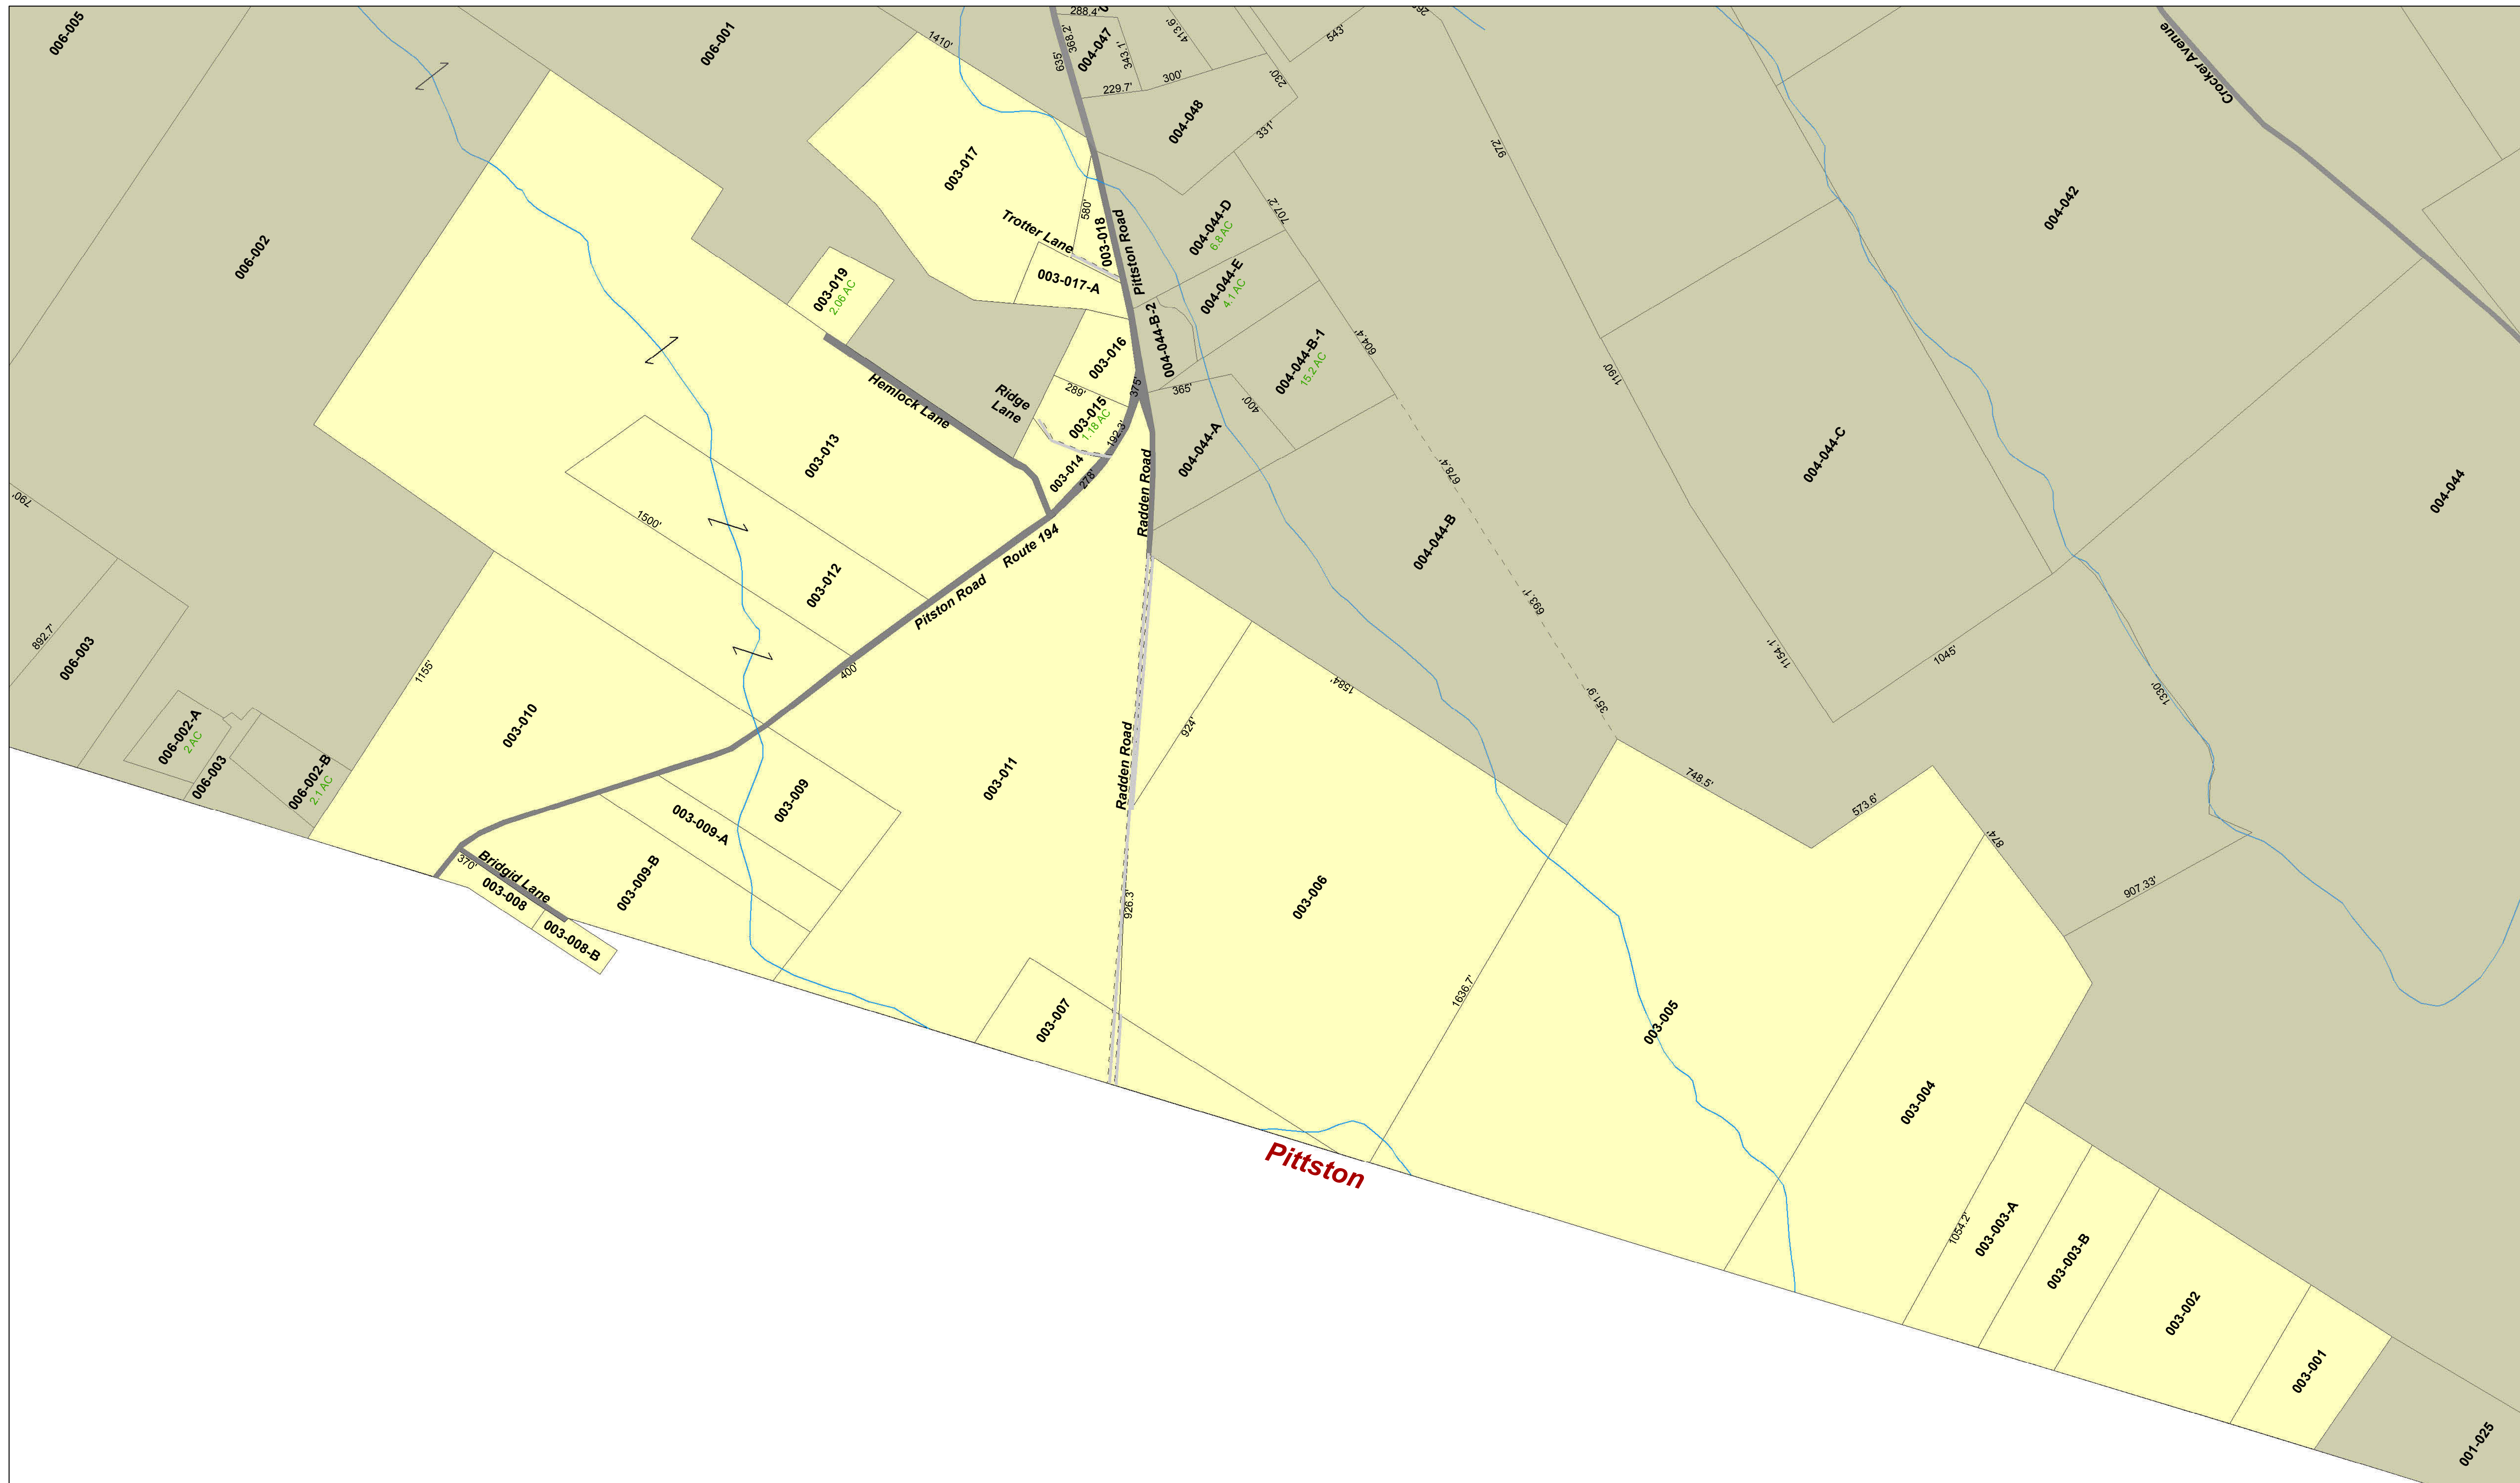 006-005
006-001
1410'
288.4'
368.2'
635'
004-047
343.1'
413.6'
300'
229.7'
230'
543'
004-048
331'
972'
Crocker Avenue
004-042
006-002
003-017
Trotter Lane
580'
003-018
Pittston Road
004-044-D
6.8 AC
707.2'
003-017-A
003-019
2.06 AC
004-044-E
4.1 AC
004-044-B-2
604.4'
004-044-B-1
15.2 AC
1190'
003-016
375'
365'
400'
289'
003-015
1.18 AC
192.3'
Ridge
Lane
Hemlock Lane
003-013
003-014
278'
Radden Road
004-044-A
678.4'
004-044-C
004-044
790'
1500'
Route 194
004-044-B
003-012
Pitston Road
693.1'
892.7'
006-003
1155'
400'
1584'
351.9'
1154.1'
1045'
1330'
006-002-A
2 AC
006-003
006-002-B
2.1 AC
003-010
924'
003-011
Radden Road
003-009
003-009-A
003-009-B
748.5'
573.6'
874'
907.33'
370'
Bridgid Lane
003-008
003-008-B
926.3'
003-006
1636.7'
003-007
003-005
003-004
Pittston
1054.2'
003-003-A
003-003-B
003-002
003-001
001-025